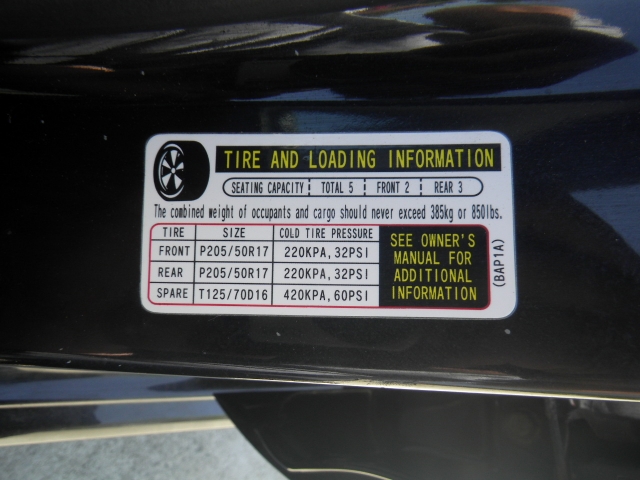 TIRE AND LOADING INFORMATION
SEATING CAPACITY TOTAL 5 FRONT 2 REAR 3
The combined weight of occupants and cargo should never exceed 385kg or 850lbs.
TIRE SIZE COLD TIRE PRESSURE
FRONT P205/50R17 220KPA,32PSI
REAR P205/50R17 220KPA,32PSI
SPARE T125/70D16 420KPA,60PSI
SEE OWNER'S
MANUAL FOR
ADDITIONAL
INFORMATION
(BAP1A)